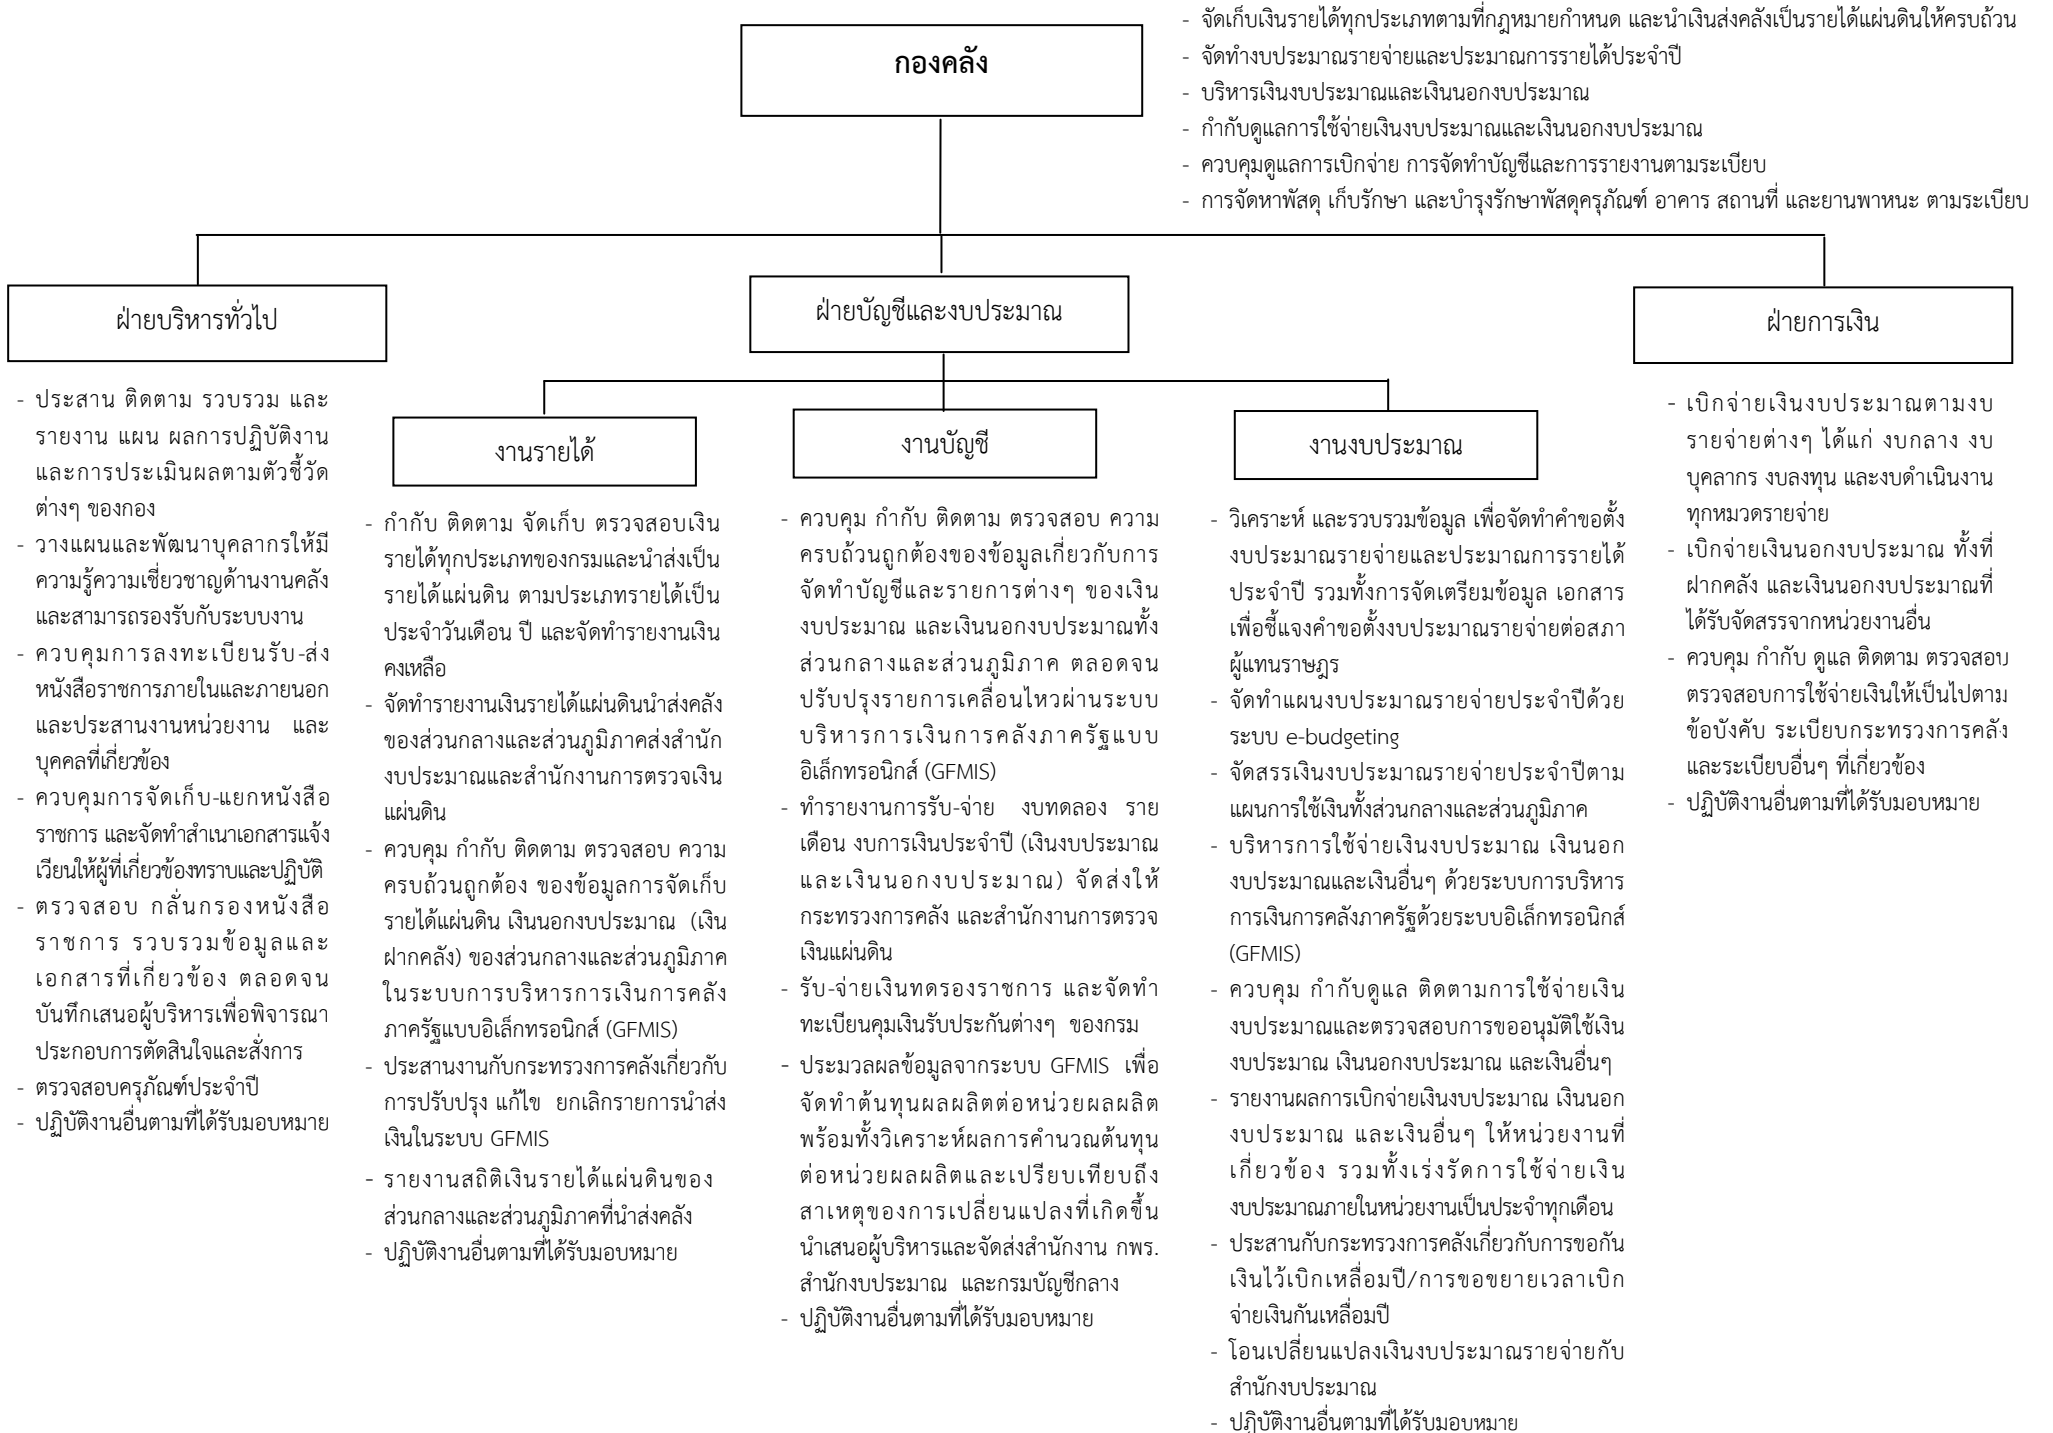 กองคลัง
- จัดเก็บเงินรายได้ทุกประเภทตามที่กฎหมายกำหนด และนำเงินส่งคลังเป็นรายได้แผ่นดินให้ครบถ้วน
- จัดทำงบประมาณรายจ่ายและประมาณการรายได้ประจำปี
- บริหารเงินงบประมาณและเงินนอกงบประมาณ
- กำกับดูแลการใช้จ่ายเงินงบประมาณและเงินนอกงบประมาณ
- ควบคุมดูแลการเบิกจ่าย การจัดทำบัญชีและการรายงานตามระเบียบ
- การจัดหาพัสดุ เก็บรักษา และบำรุงรักษาพัสดุครุภัณฑ์ อาคาร สถานที่ และยานพาหนะ ตามระเบียบ
ฝ่ายบริหารทั่วไป
- ประสาน ติดตาม รวบรวม และ
รายงาน แผน ผลการปฏิบัติงาน
และการประเมินผลตามตัวชี้วัด
ต่างๆ ของกอง
- วางแผนและพัฒนาบุคลากรให้มี
ความรู้ความเชี่ยวชาญด้านงานคลัง
และสามารถรองรับกับระบบงาน
- ควบคุมการลงทะเบียนรับ-ส่ง
หนังสือราชการภายในและภายนอก
และประสานงานหน่วยงาน และ
บุคคลที่เกี่ยวข้อง
- ควบคุมการจัดเก็บ-แยกหนังสือ
ราชการ และจัดทำสำเนาเอกสารแจ้ง
เวียนให้ผู้ที่เกี่ยวข้องทราบและปฏิบัติ
- ตรวจสอบ กลั่นกรองหนังสือ
ราชการ รวบรวมข้อมูลและ
เอกสารที่เกี่ยวข้อง ตลอดจน
บันทึกเสนอผู้บริหารเพื่อพิจารณา
ประกอบการตัดสินใจและสั่งการ
- ตรวจสอบครุภัณฑ์ประจำปี
- ปฏิบัติงานอื่นตามที่ได้รับมอบหมาย
ฝ่ายบัญชีและงบประมาณ
งานรายได้
- กำกับ ติดตาม จัดเก็บ ตรวจสอบเงิน
รายได้ทุกประเภทของกรมและนำส่งเป็น
รายได้แผ่นดิน ตามประเภทรายได้เป็น
ประจำวันเดือน ปี และจัดทำรายงานเงิน
คงเหลือ
- จัดทำรายงานเงินรายได้แผ่นดินนำส่งคลัง
ของส่วนกลางและส่วนภูมิภาคส่งสำนัก
งบประมาณและสำนักงานการตรวจเงิน
แผ่นดิน
- ควบคุม กำกับ ติดตาม ตรวจสอบ ความ
ครบถ้วนถูกต้อง ของข้อมูลการจัดเก็บ
รายได้แผ่นดิน เงินนอกงบประมาณ (เงิน
ฝากคลัง) ของส่วนกลางและส่วนภูมิภาค
ในระบบการบริหารการเงินการคลัง
ภาครัฐแบบอิเล็กทรอนิกส์ (GFMIS)
- ประสานงานกับกระทรวงการคลังเกี่ยวกับ
การปรับปรุง แก้ไข ยกเลิกรายการนำส่ง
เงินในระบบ GFMIS
- รายงานสถิติเงินรายได้แผ่นดินของ
ส่วนกลางและส่วนภูมิภาคที่นำส่งคลัง
- ปฏิบัติงานอื่นตามที่ได้รับมอบหมาย
งานบัญชี
- ควบคุม กำกับ ติดตาม ตรวจสอบ ความ
ครบถ้วนถูกต้องของข้อมูลเกี่ยวกับการ
จัดทำบัญชีและรายการต่างๆ ของเงิน
งบประมาณ และเงินนอกงบประมาณทั้ง
ส่วนกลางและส่วนภูมิภาค ตลอดจน
ปรับปรุงรายการเคลื่อนไหวผ่านระบบ
บริหารการเงินการคลังภาครัฐแบบ
อิเล็กทรอนิกส์ (GFMIS)
- ทำรายงานการรับ-จ่าย งบทดลอง ราย
เดือน งบการเงินประจำปี (เงินงบประมาณ
และเงินนอกงบประมาณ) จัดส่งให้
กระทรวงการคลัง และสำนักงานการตรวจ
เงินแผ่นดิน
- รับ-จ่ายเงินทดรองราชการ และจัดทำ
ทะเบียนคุมเงินรับประกันต่างๆ ของกรม
- ประมวลผลข้อมูลจากระบบ GFMIS เพื่อ
จัดทำต้นทุนผลผลิตต่อหน่วยผลผลิต
พร้อมทั้งวิเคราะห์ผลการคำนวณต้นทุน
ต่อหน่วยผลผลิตและเปรียบเทียบถึง
สาเหตุของการเปลี่ยนแปลงที่เกิดขึ้น
นำเสนอผู้บริหารและจัดส่งสำนักงาน กพร.
สำนักงบประมาณ และกรมบัญชีกลาง
- ปฏิบัติงานอื่นตามที่ได้รับมอบหมาย
งานงบประมาณ
- วิเคราะห์ และรวบรวมข้อมูล เพื่อจัดทำคำขอตั้ง
งบประมาณรายจ่ายและประมาณการรายได้
ประจำปี รวมทั้งการจัดเตรียมข้อมูล เอกสาร
เพื่อชี้แจงคำขอตั้งงบประมาณรายจ่ายต่อสภา
ผู้แทนราษฎร
- จัดทำแผนงบประมาณรายจ่ายประจำปีด้วย
ระบบ e-budgeting
- จัดสรรเงินงบประมาณรายจ่ายประจำปีตาม
แผนการใช้เงินทั้งส่วนกลางและส่วนภูมิภาค
- บริหารการใช้จ่ายเงินงบประมาณ เงินนอก
งบประมาณและเงินอื่นๆ ด้วยระบบการบริหาร
การเงินการคลังภาครัฐด้วยระบบอิเล็กทรอนิกส์
(GFMIS)
- ควบคุม กำกับดูแล ติดตามการใช้จ่ายเงิน
งบประมาณและตรวจสอบการขออนุมัติใช้เงิน
งบประมาณ เงินนอกงบประมาณ และเงินอื่นๆ
- รายงานผลการเบิกจ่ายเงินงบประมาณ เงินนอก
งบประมาณ และเงินอื่นๆ ให้หน่วยงานที่
เกี่ยวข้อง รวมทั้งเร่งรัดการใช้จ่ายเงิน
งบประมาณภายในหน่วยงานเป็นประจำทุกเดือน
- ประสานกับกระทรวงการคลังเกี่ยวกับการขอกัน
เงินไว้เบิกเหลื่อมปี/การขอขยายเวลาเบิก
จ่ายเงินกันเหลื่อมปี
- โอนเปลี่ยนแปลงเงินงบประมาณรายจ่ายกับ
สำนักงบประมาณ
- ปฏิบัติงานอื่นตามที่ได้รับมอบหมาย
ฝ่ายการเงิน
- เบิกจ่ายเงินงบประมาณตามงบ
รายจ่ายต่างๆ ได้แก่ งบกลาง งบ
บุคลากร งบลงทุน และงบดำเนินงาน
ทุกหมวดรายจ่าย
- เบิกจ่ายเงินนอกงบประมาณ ทั้งที่
ฝากคลัง และเงินนอกงบประมาณที่
ได้รับจัดสรรจากหน่วยงานอื่น
- ควบคุม กำกับ ดูแล ติดตาม ตรวจสอบ
ตรวจสอบการใช้จ่ายเงินให้เป็นไปตาม
ข้อบังคับ ระเบียบกระทรวงการคลัง
และระเบียบอื่นๆ ที่เกี่ยวข้อง
- ปฏิบัติงานอื่นตามที่ได้รับมอบหมาย